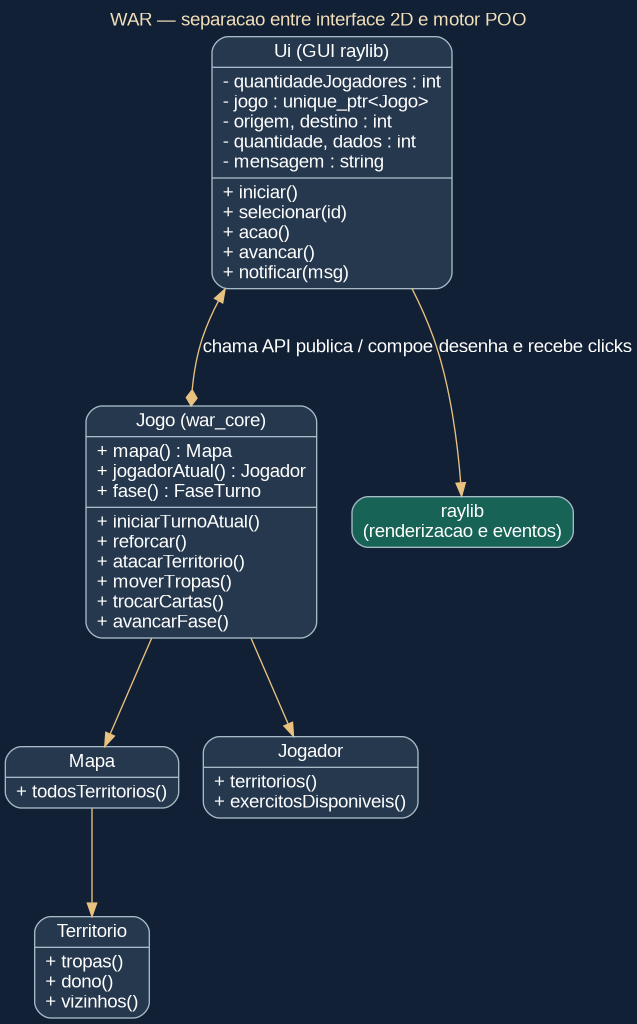 WAR — separacao entre interface 2D e motor POO
Ui (GUI raylib)
- quantidadeJogadores : int
- jogo : unique_ptr<Jogo>
- origem, destino : int
- quantidade, dados : int
- mensagem : string
+ iniciar()
+ selecionar(id)
+ acao()
+ avancar()
+ notificar(msg)
chama API publica / compoe
desenha e recebe clicks
Jogo (war_core)
+ mapa() : Mapa
+ jogadorAtual() : Jogador
+ fase() : FaseTurno
+ iniciarTurnoAtual()
+ reforcar()
+ atacarTerritorio()
+ moverTropas()
+ trocarCartas()
+ avancarFase()
raylib
(renderizacao e eventos)
Mapa
+ todosTerritorios()
Jogador
+ territorios()
+ exercitosDisponiveis()
Territorio
+ tropas()
+ dono()
+ vizinhos()